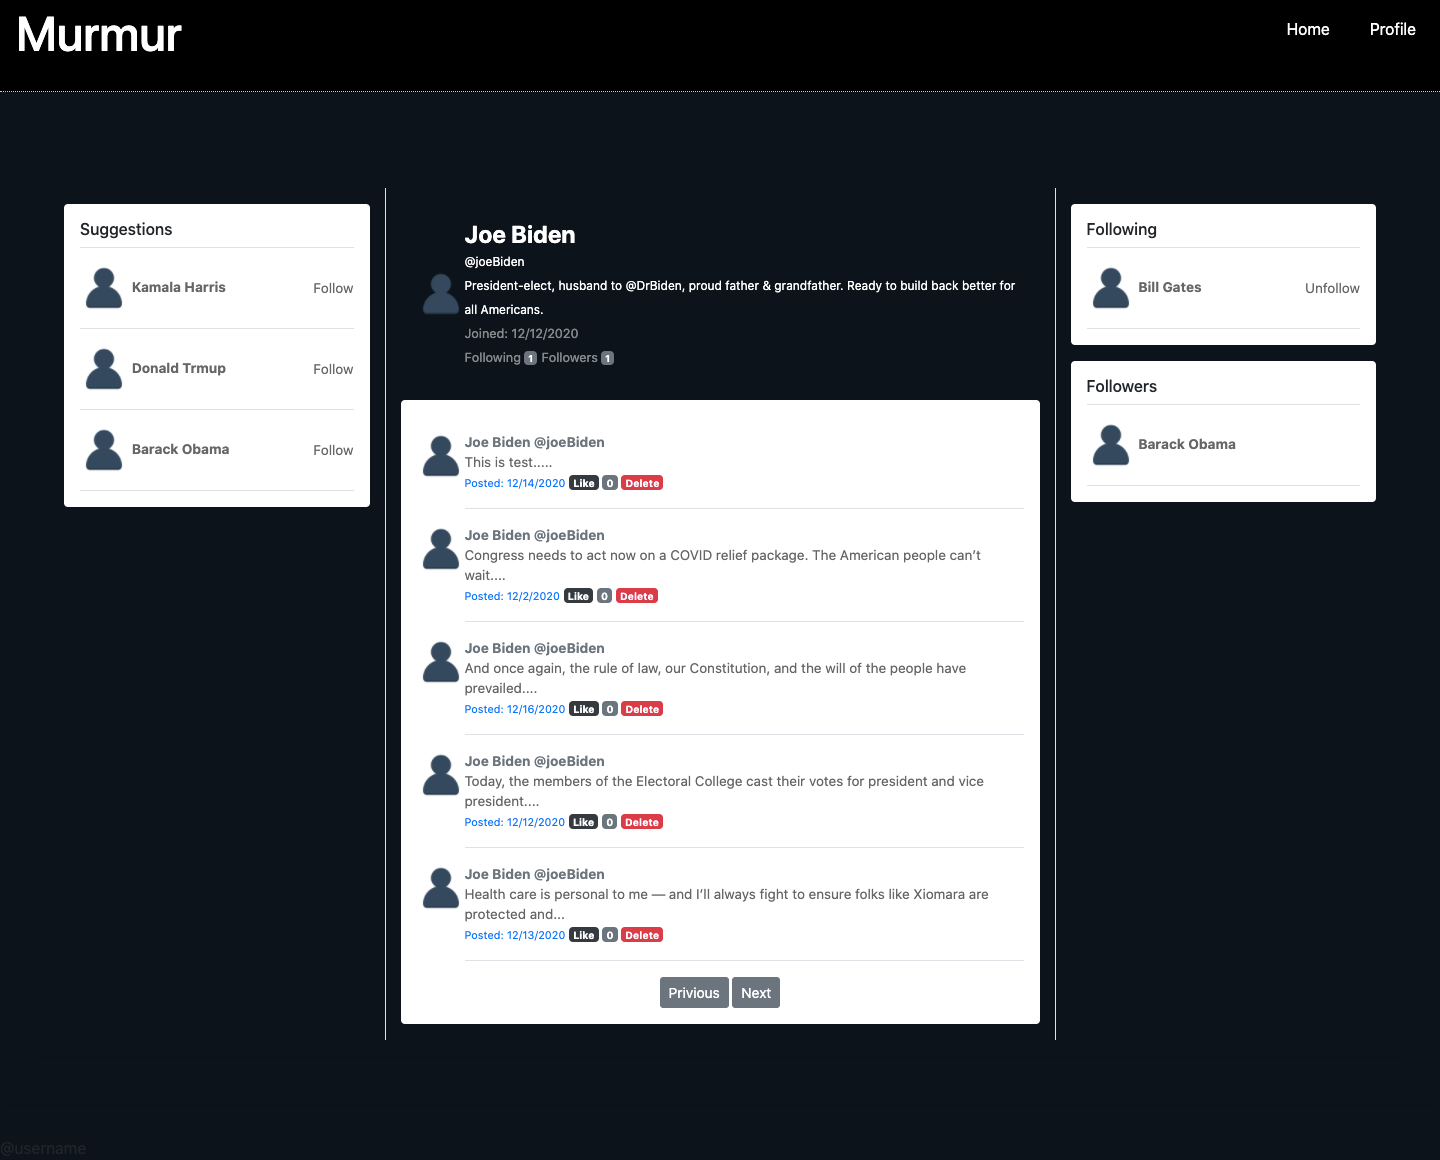 Murmur
Home
Profile
Suggestions
Kamala Harris
Follow
Donald Trmup
Follow
Barack Obama
Follow
Joe Biden
@joeBiden
President-elect, husband to @DrBiden, proud father & grandfather. Ready to build back better for
all Americans.
Joined: 12/12/2020
Following 1 Followers 1
Joe Biden @joeBiden
This is test.....
Posted: 12/14/2020 Like 0 Delete
Joe Biden @joeBiden
Congress needs to act now on a COVID relief package. The American people can’t
wait....
Posted: 12/2/2020 Like 0 Delete
Joe Biden @joeBiden
And once again, the rule of law, our Constitution, and the will of the people have
prevailed....
Posted: 12/16/2020 Like 0 Delete
Joe Biden @joeBiden
Today, the members of the Electoral College cast their votes for president and vice
president....
Posted: 12/12/2020 Like 0 Delete
Joe Biden @joeBiden
Health care is personal to me — and I’ll always fight to ensure folks like Xiomara are
protected and...
Posted: 12/13/2020 Like 0 Delete
Privious Next
Following
Bill Gates
Unfollow
Followers
Barack Obama
@username